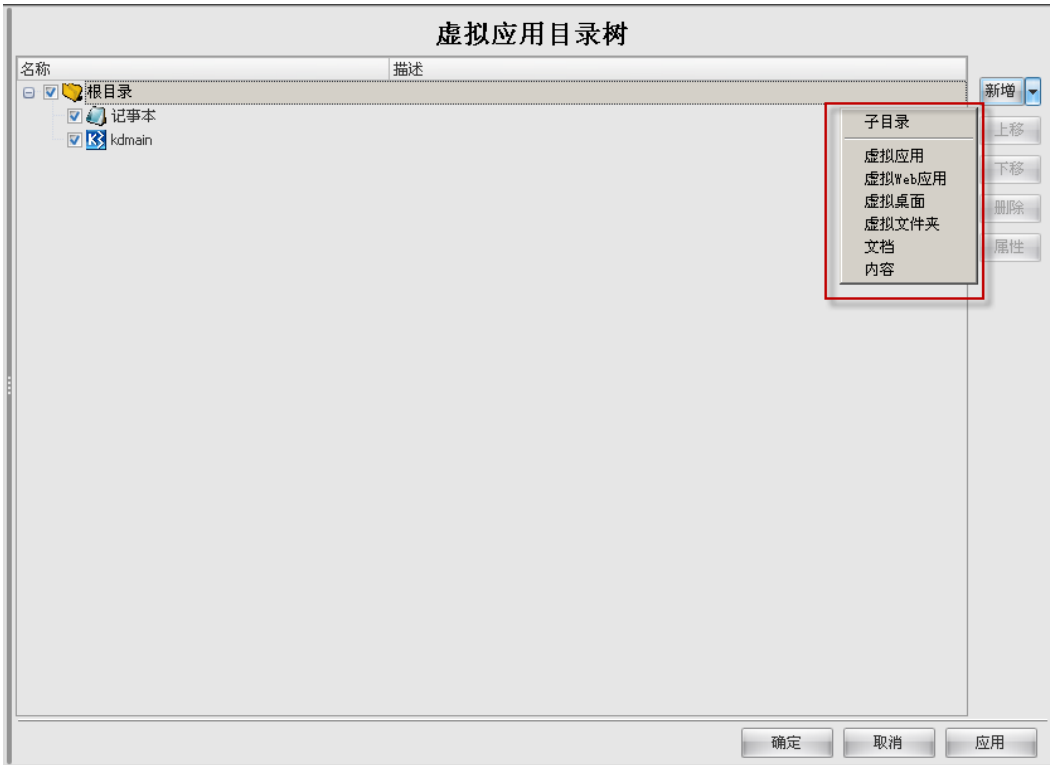 虚拟应用目录树
名称 描述
根目录
记事本
kdmain
新增
上移
下移
删除
属性
子目录
虚拟应用
虚拟Web应用
虚拟桌面
虚拟文件夹
文档
内容
确定 取消 应用